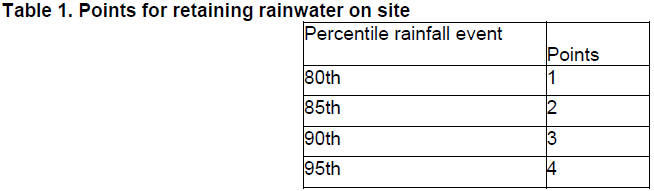 Table 1. Points for retaining rainwater on site
Percentile rainfall event Points
80th 1
85th 2
90th 3
95th 4